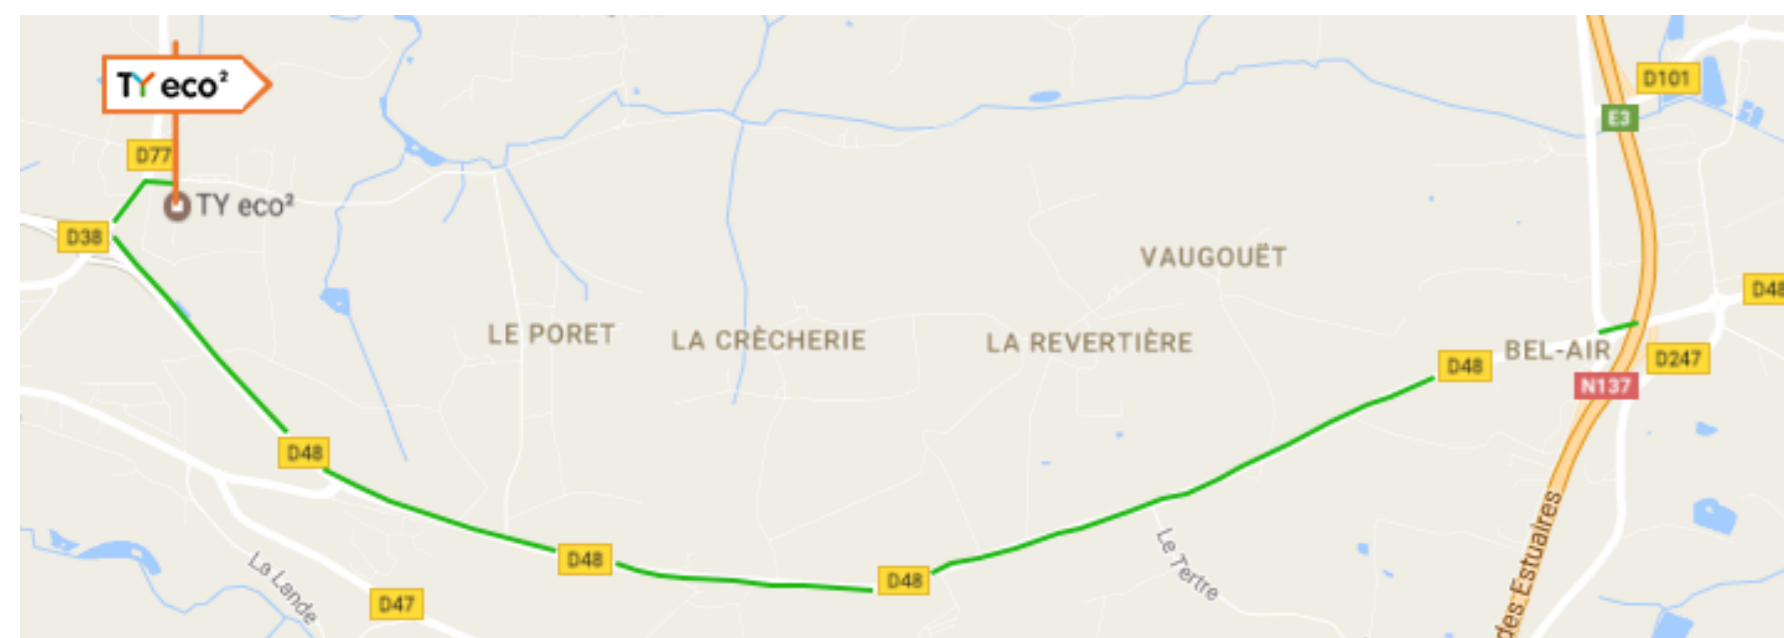 TY eco²
D101
E3
D77
TY eco²
D38
VAUGOUËT
D48
LE PORET
LA CRÈCHERIE
LA REVERTIÈRE
BEL-AIR
D247
D48
N137
D48
D48
D48
Le Tertre
des Estuaires
La Lande
D47